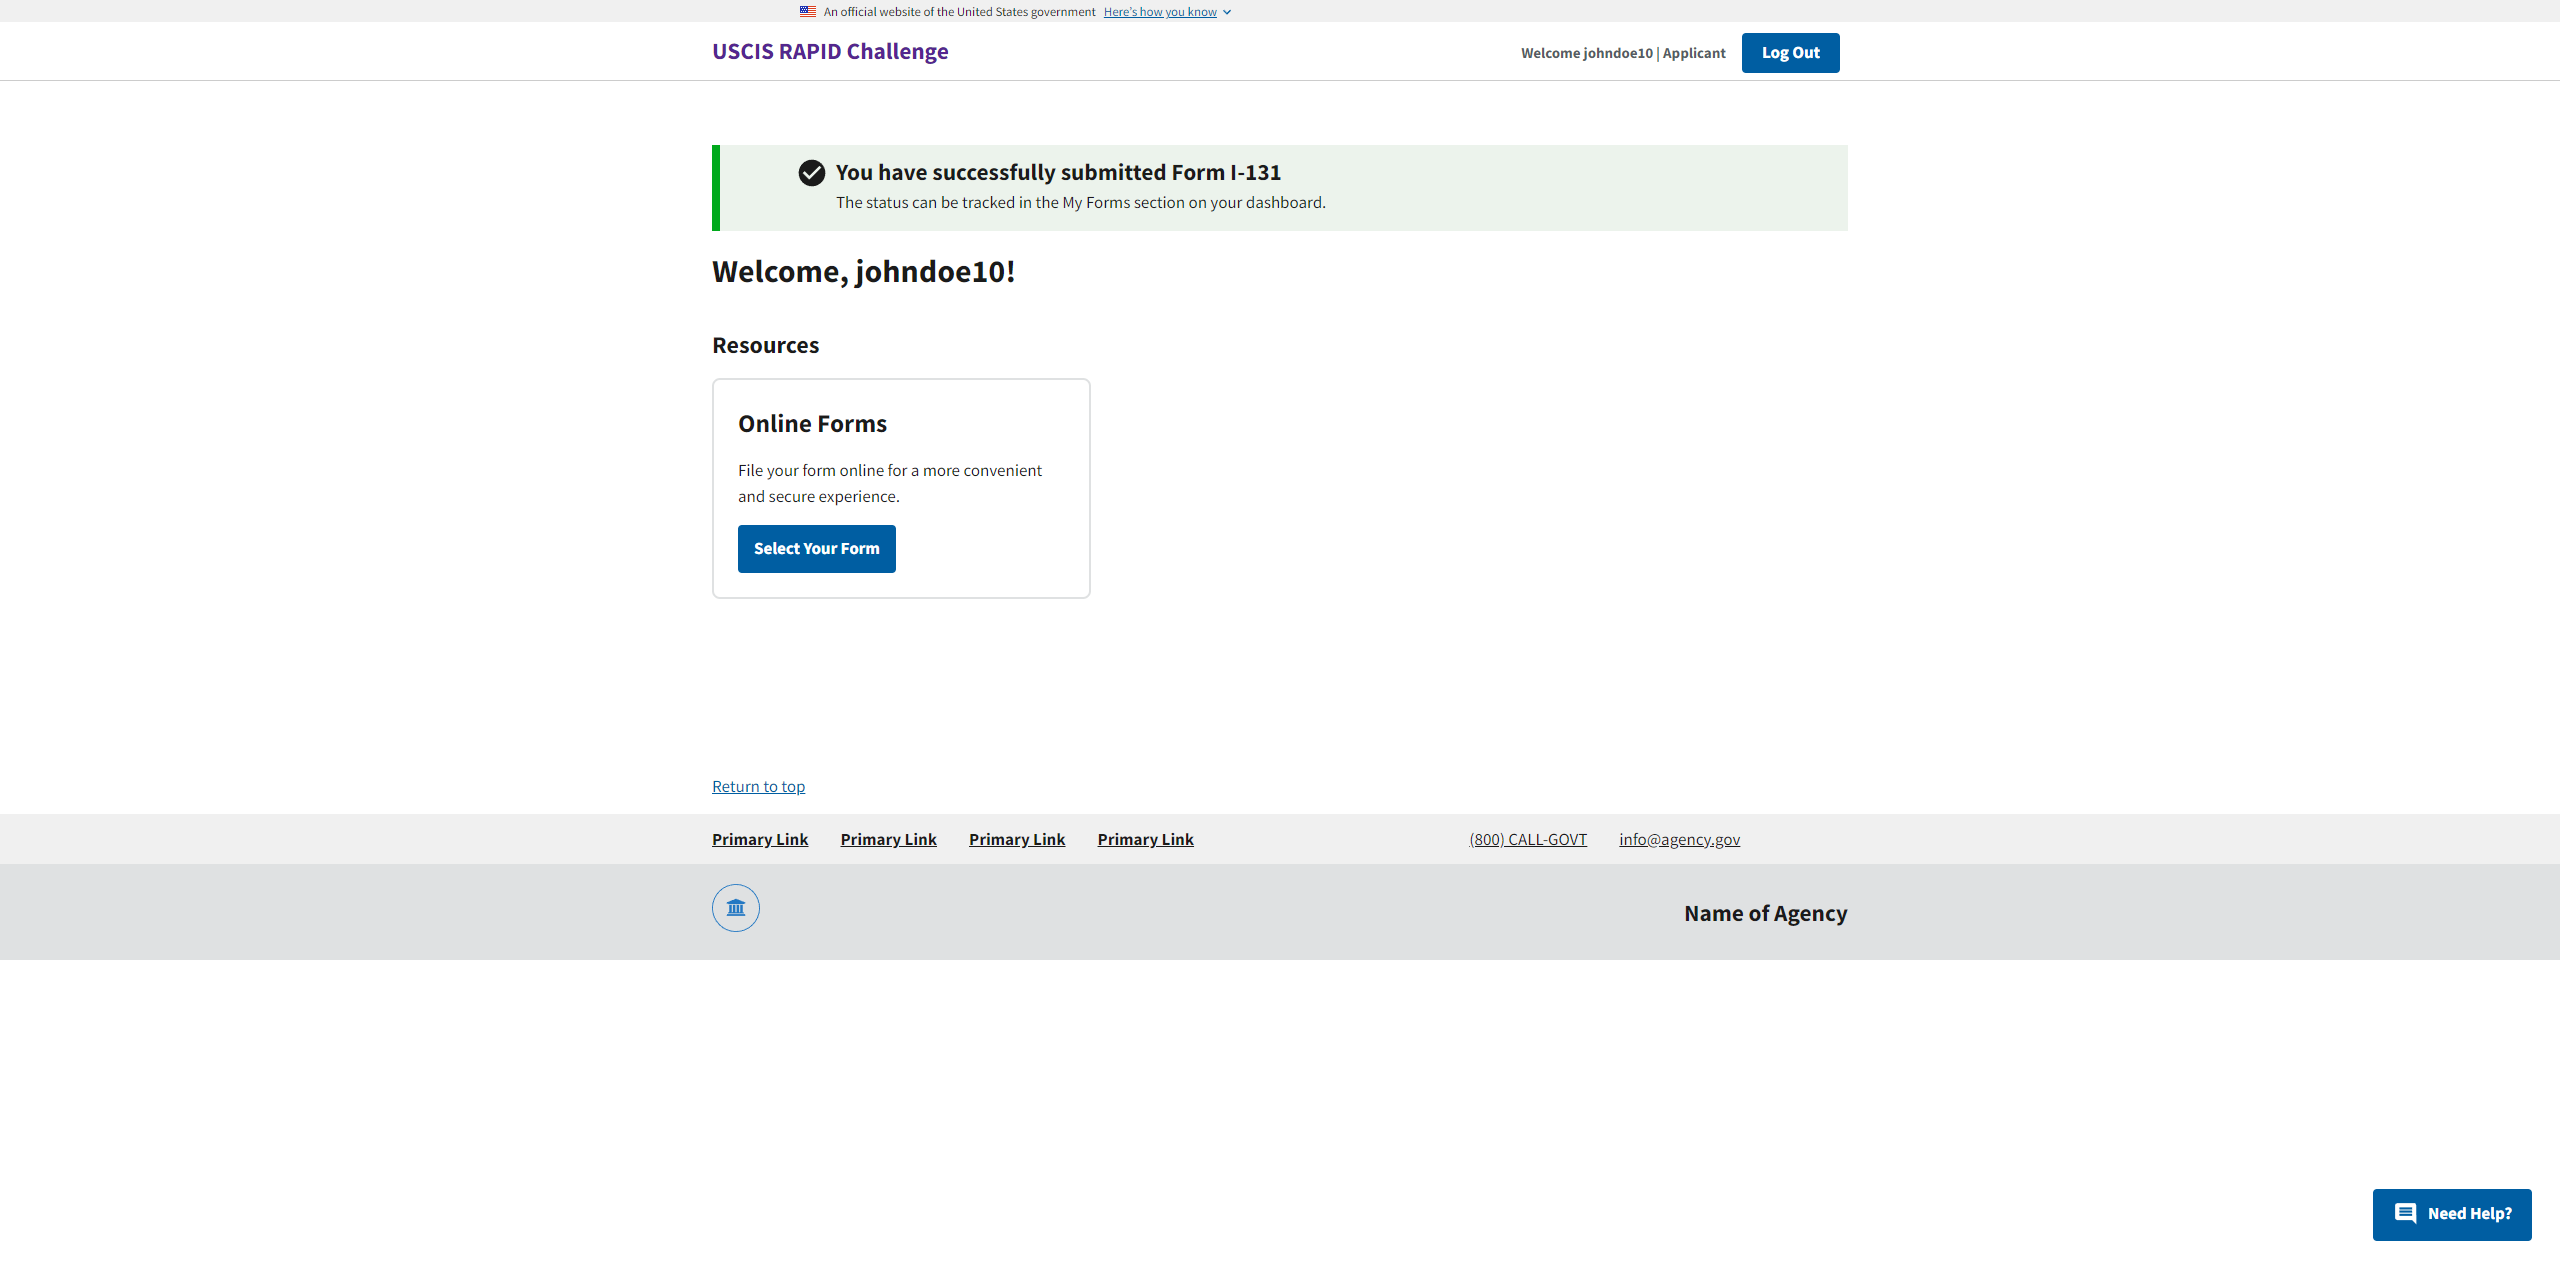 An official website of the United States government Here's how you know
USCIS RAPID Challenge
Welcome johndoe10 | Applicant
Log Out
You have successfully submitted Form I-131
The status can be tracked in the My Forms section on your dashboard.
Welcome, johndoe10!
Resources
Online Forms
File your form online for a more convenient
and secure experience.
Select Your Form
Return to top
Primary Link Primary Link Primary Link Primary Link (800) CALL-GOVT info@agency.gov
Name of Agency
Need Help?